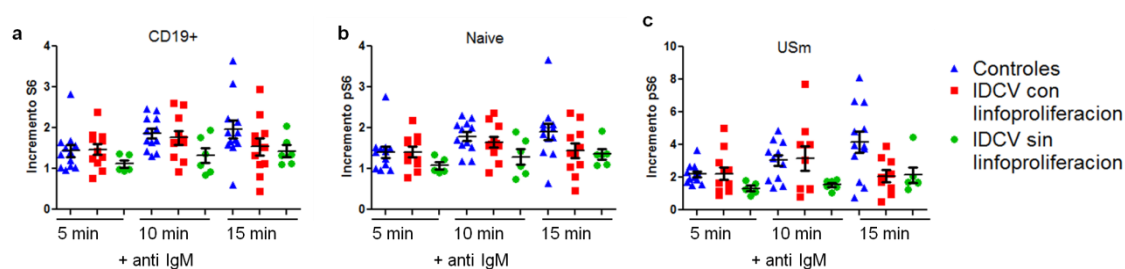 a
CD19+
Incremento S6
6
4
2
0
5 min
10 min
15 min
+ anti IgM
b
Naive
Incremento pS6
4
3
2
1
0
5 min
10 min
15 min
+ anti IgM
c
USm
Incremento pS6
10
8
6
4
2
0
5 min
10 min
15 min
+ anti IgM
Controles
IDCV con
linfoproliferacion
IDCV sin
linfoproliferacion